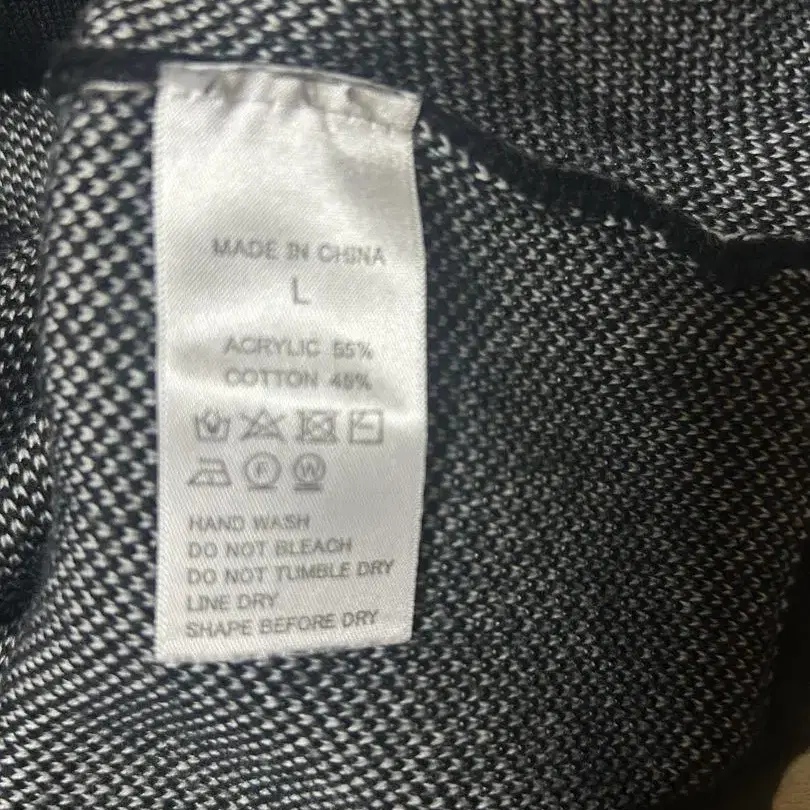 MADE IN CHINA
L
ACRYLIC 55%
COTTON 45%
F W
HAND WASH
DO NOT BLEACH
DO NOT TUMBLE DRY
LINE DRY
SHAPE BEFORE DRY